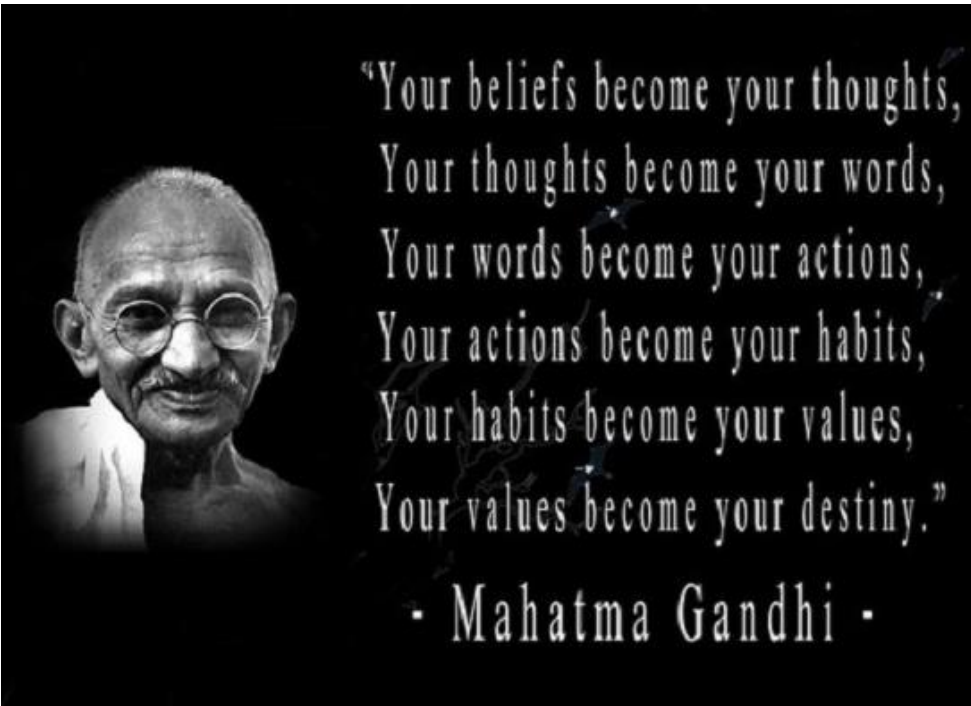 “Your beliefs become your thoughts,
Your thoughts become your words,
Your words become your actions,
Your actions become your habits,
Your habits become your values,
Your values become your destiny.”
- Mahatma Gandhi -